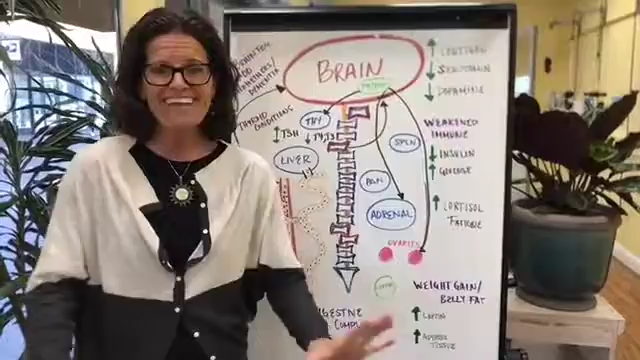 BRAIN
CORTISOL
SEROTONIN
DOPAMINE
DEMENTIA
THYROID CONDITIONS
THY
TSH
T4,T3
LIVER
SPLN
PAN
ADRENAL
OVARIES
WEAKENED
IMMUNE
INSULIN
GLUCOSE
CORTISOL
FATIGUE
WEIGHT GAIN/
BELLY FAT
LEPTIN
ADIPOSE
TISSUE